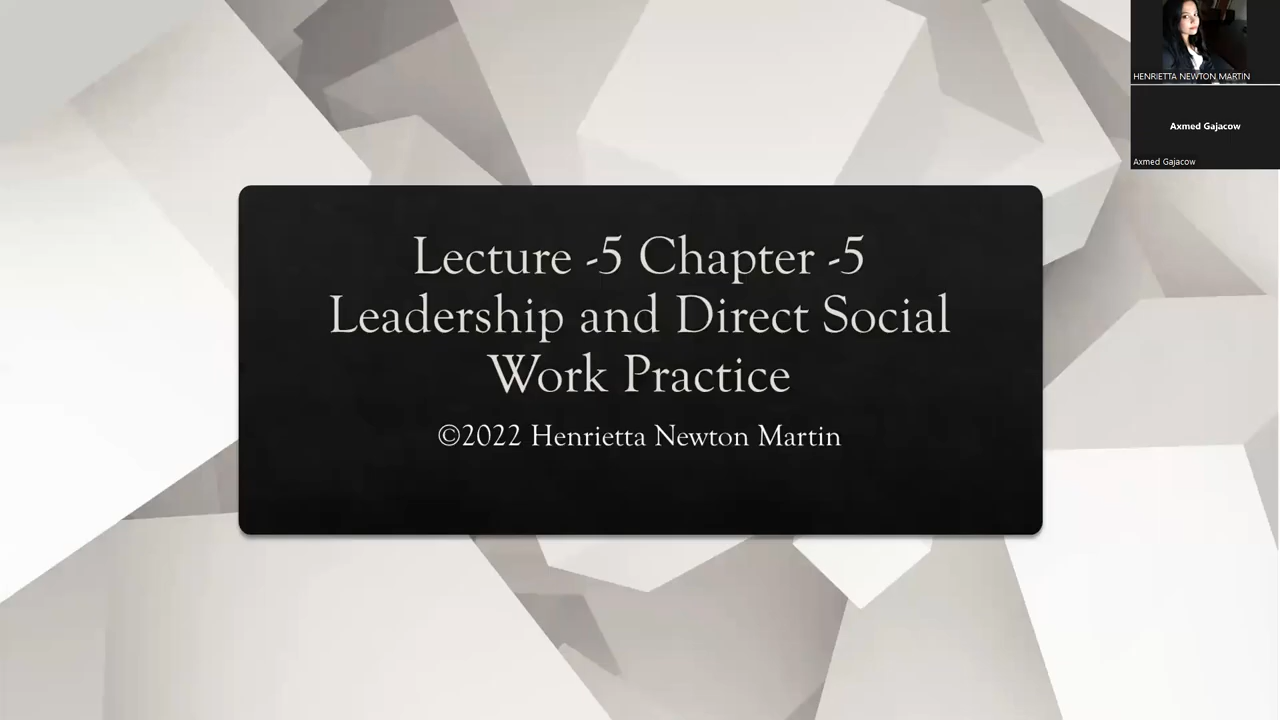 HENRIETTA NEWTON MARTIN
Axmed Gajacow
Axmed Gajacow
Lecture -5 Chapter -5
Leadership and Direct Social
Work Practice
©2022 Henrietta Newton Martin